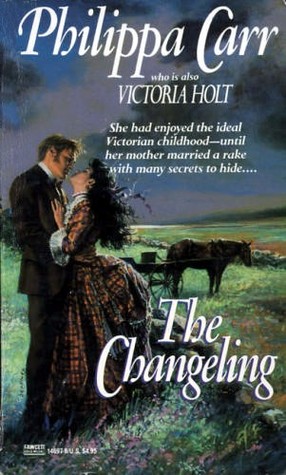 Philippa Carr
who is also
VICTORIA HOLT
She had enjoyed the ideal
Victorian childhood—until
her mother married a rake
with many secrets to hide....
The
Changeling
FAWCETT